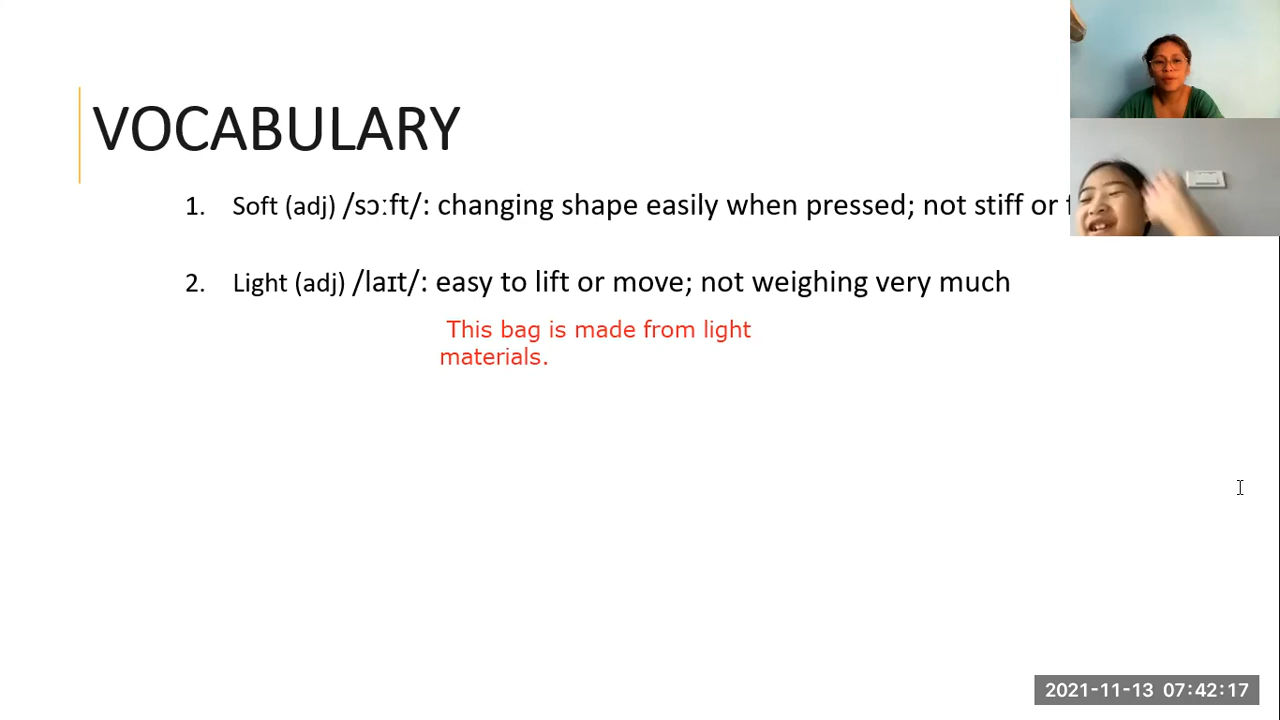 VOCABULARY
1. Soft (adj) /sɔːft/: changing shape easily when pressed; not stiff or
2. Light (adj) /laɪt/: easy to lift or move; not weighing very much
This bag is made from light
materials.
2021-11-13 07:42:17